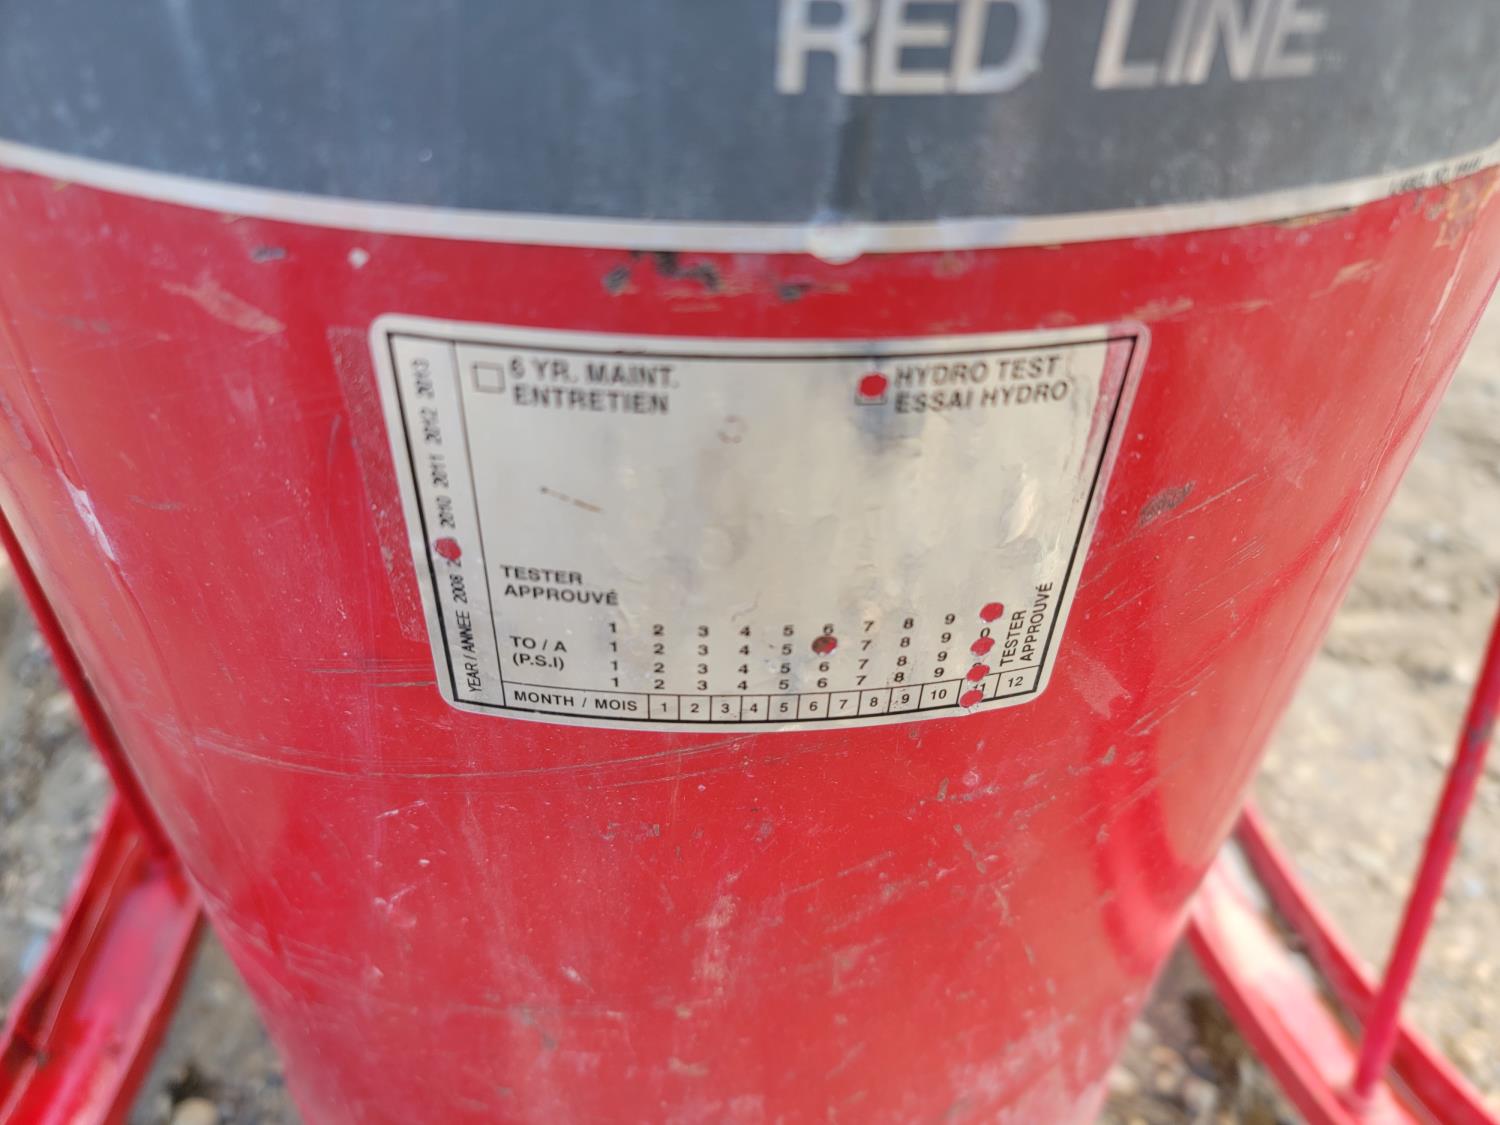 RED LINE
6 YR. MAINT.
ENTRETIEN
HYDRO TEST
ESSAI HYDRO
TESTER
APPROUVÉ
TO / A
(P.S.I)
1 2 3 4 5 6 7 8 9
1 2 3 4 5 7 8 9 0
1 2 3 4 5 6 7 8 9
1 2 3 4 5 6 7 8 9
MONTH / MOIS 1 2 3 4 5 6 7 8 9 10 11 12
TESTER
APPROUVÉ
YEAR / ANNEE 2008 2010 2011 2012 2013